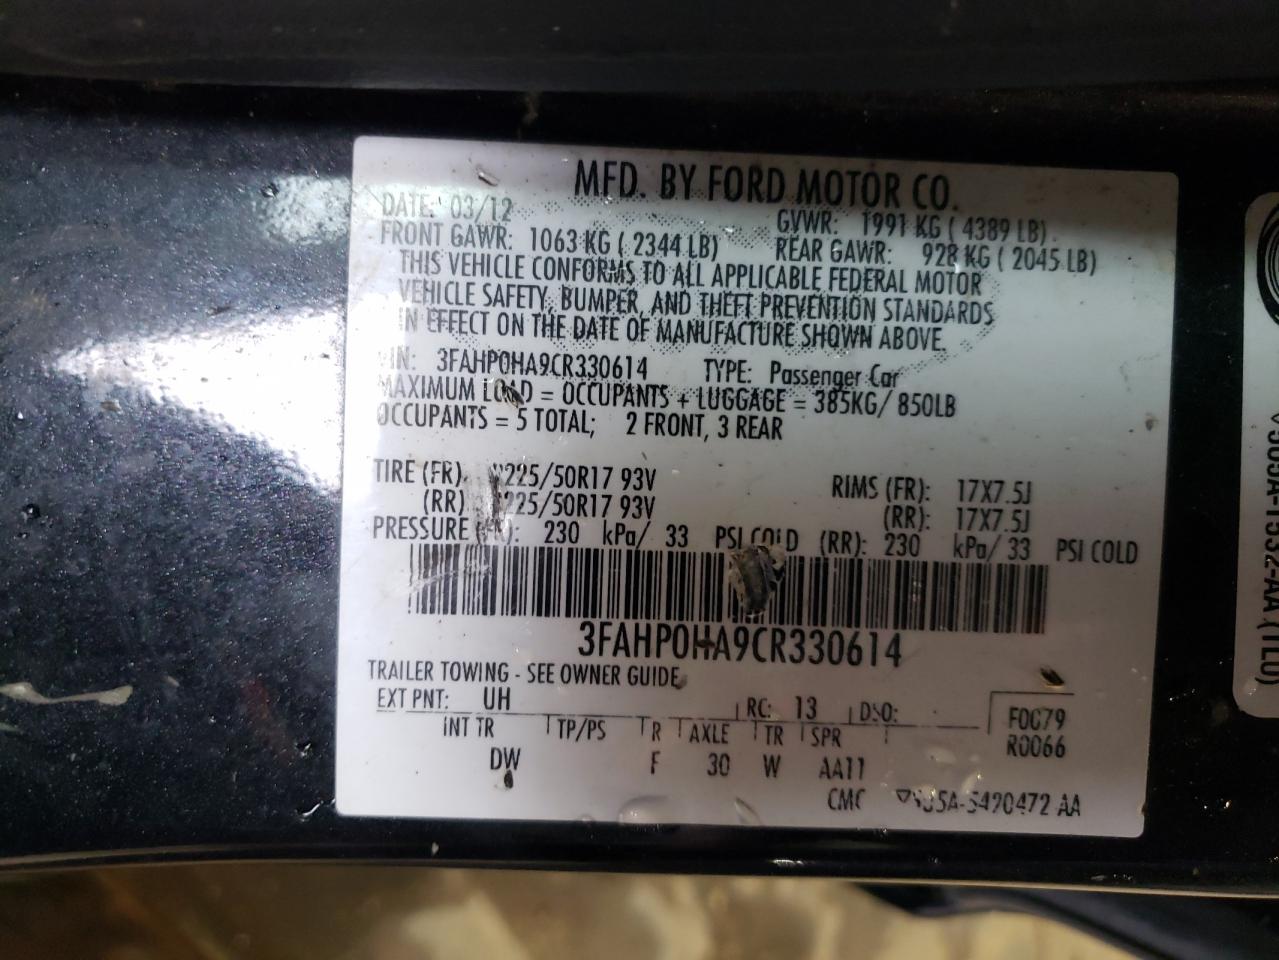 MFD. BY FORD MOTOR CO.
DATE: 03/12 GVWR: 1991 KG ( 4389 LB)
FRONT GAWR: 1063 KG ( 2344 LB) REAR GAWR: 928 KG ( 2045 LB)
THIS VEHICLE CONFORMS TO ALL APPLICABLE FEDERAL MOTOR
VEHICLE SAFETY, BUMPER, AND THEFT PREVENTION STANDARDS
IN EFFECT ON THE DATE OF MANUFACTURE SHOWN ABOVE.
VIN: 3FAHP0HA9CR330614 TYPE: Passenger Car
MAXIMUM LOAD = OCCUPANTS + LUGGAGE = 385KG/ 850LB
OCCUPANTS = 5 TOTAL; 2 FRONT, 3 REAR
TIRE (FR): P225/50R17 93V RIMS (FR): 17X7.5J
(RR): P225/50R17 93V (RR): 17X7.5J
PRESSURE (FR): 230 kPa/ 33 PSI COLD (RR): 230 kPa/ 33 PSI COLD
3FAHP0HA9CR330614
TRAILER TOWING - SEE OWNER GUIDE
EXT PNT: UH RC: 13 DSO: F0079
INT TR TP/PS R AXLE TR SPR R0066
DW F 30 W AA11
CMC